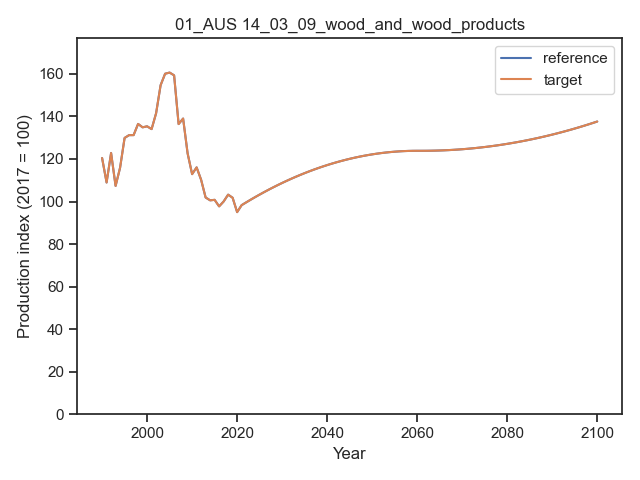 01_AUS 14_03_09_wood_and_wood_products
reference
target
Production index (2017 = 100)
160
140
120
100
80
60
40
20
0
2000 2020 2040 2060 2080 2100
Year